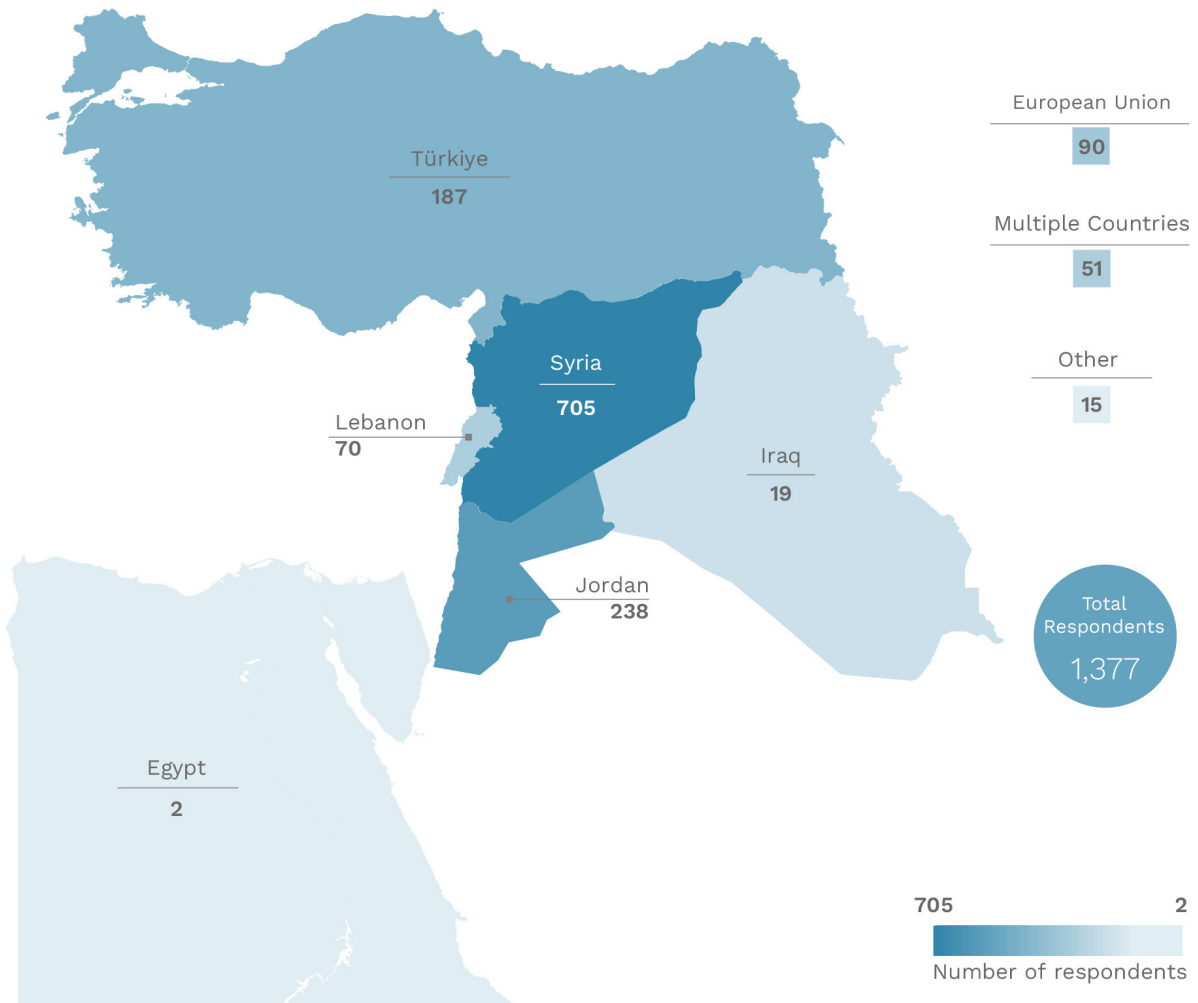 European Union
90
Türkiye
187
Multiple Countries
51
Syria
705
Other
15
Lebanon
70
Iraq
19
Jordan
238
Total
Respondents
1,377
Egypt
2
705 2
Number of respondents